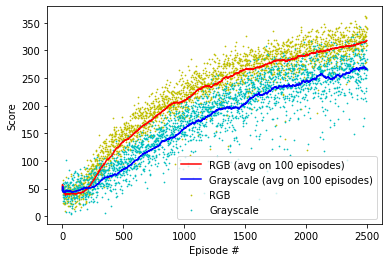 350
300
250
200
150
100
50
0
Score
RGB (avg on 100 episodes)
Grayscale (avg on 100 episodes)
RGB
Grayscale
0 500 1000 1500 2000 2500
Episode #